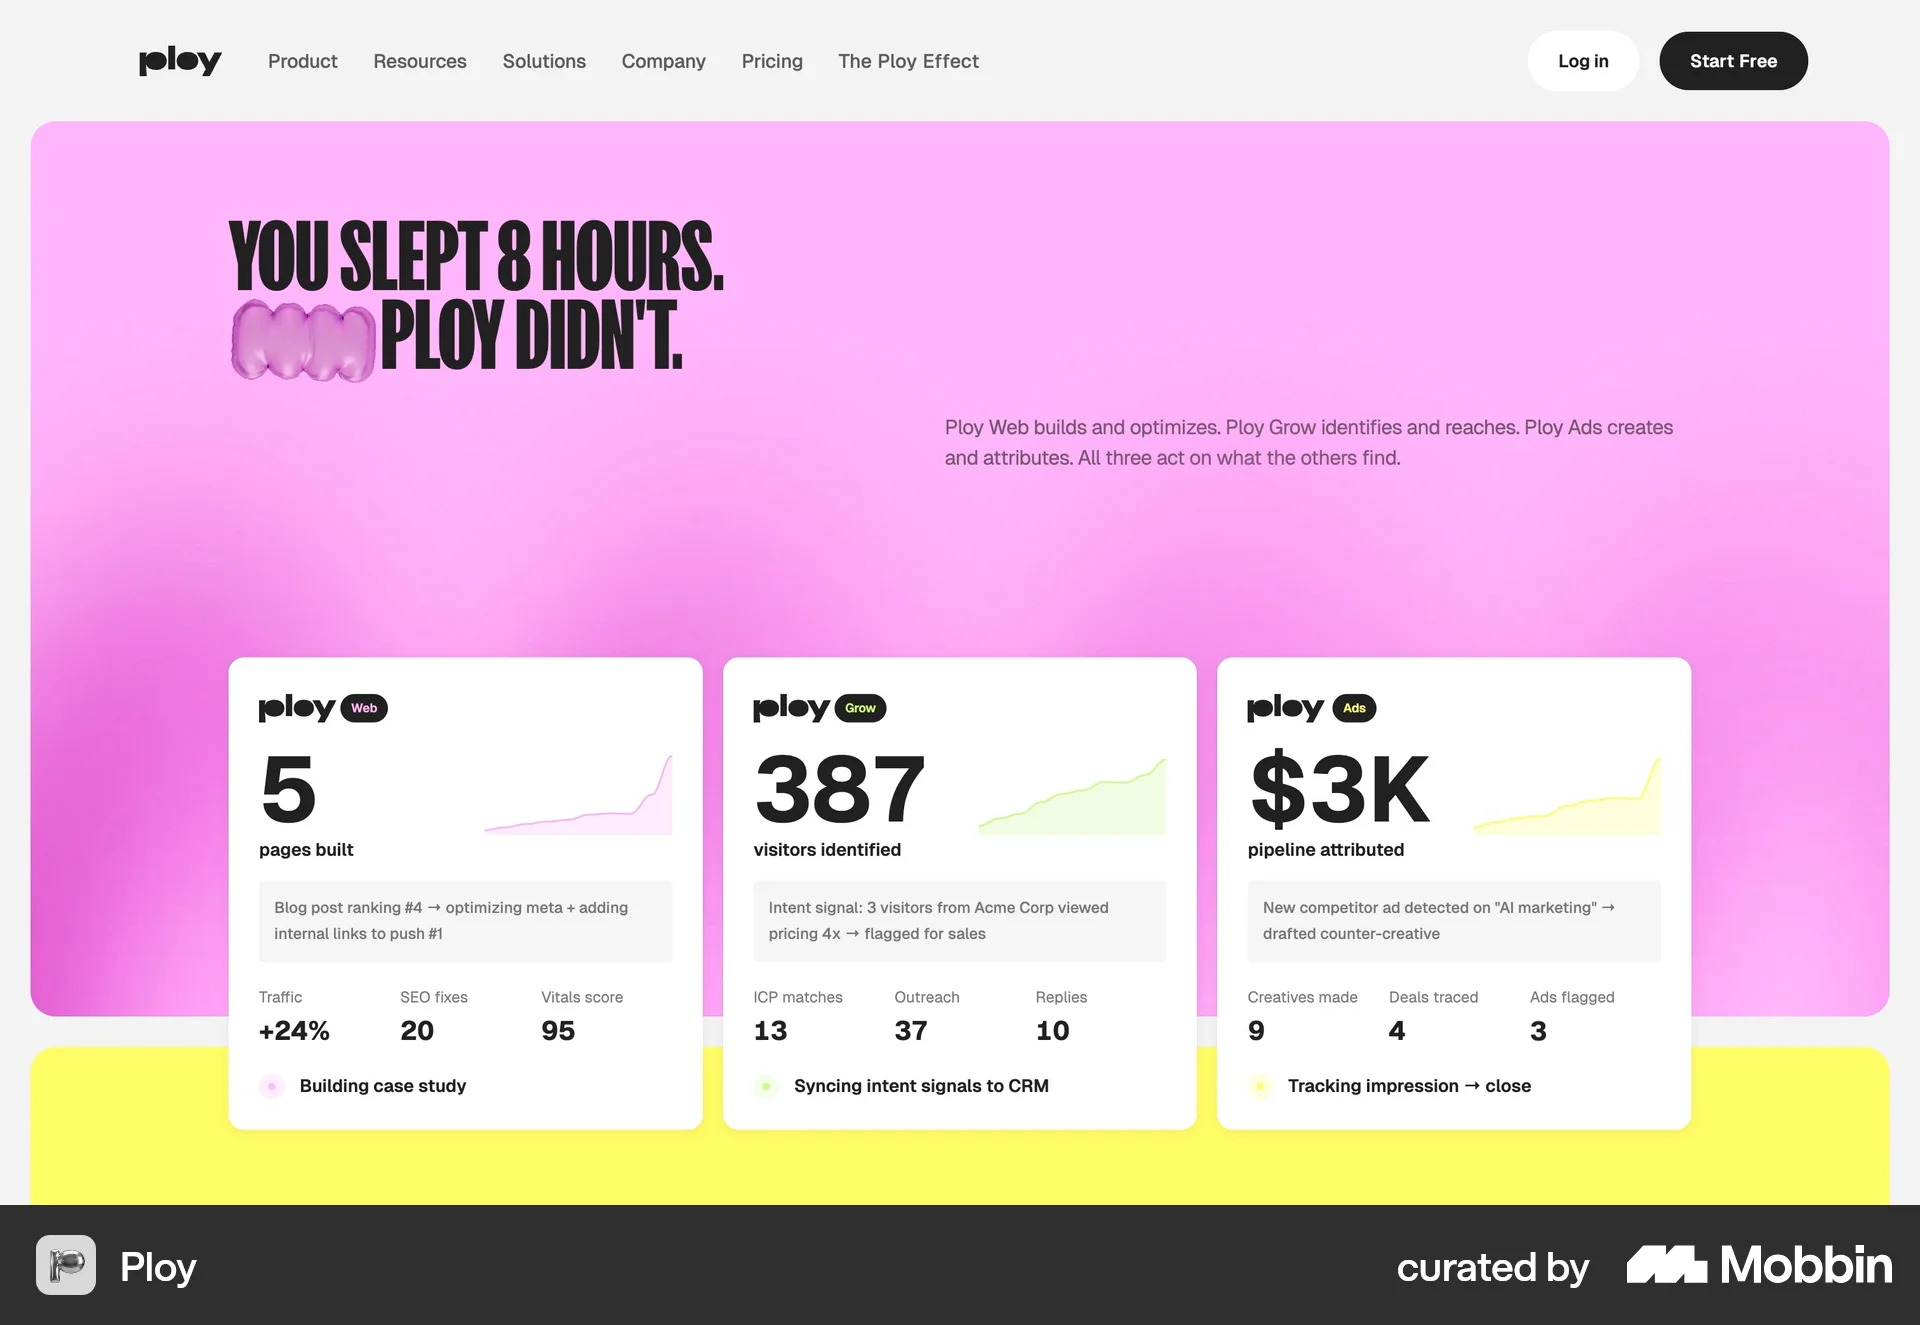 ploy
Product
Resources
Solutions
Company
Pricing
The Ploy Effect
Log in
Start Free
YOU SLEPT 8 HOURS.
PLOY DIDN'T.
Ploy Web builds and optimizes. Ploy Grow identifies and reaches. Ploy Ads creates
and attributes. All three act on what the others find.
ploy Web
5
pages built
Blog post ranking #4 → optimizing meta + adding
internal links to push #1
Traffic
+24%
SEO fixes
20
Vitals score
95
Building case study
ploy Grow
387
visitors identified
Intent signal: 3 visitors from Acme Corp viewed
pricing 4x → flagged for sales
ICP matches
13
Outreach
37
Replies
10
Syncing intent signals to CRM
ploy Ads
$3K
pipeline attributed
New competitor ad detected on "AI marketing" →
drafted counter-creative
Creatives made
9
Deals traced
4
Ads flagged
3
Tracking impression → close
P
Ploy
curated by
Mobbin